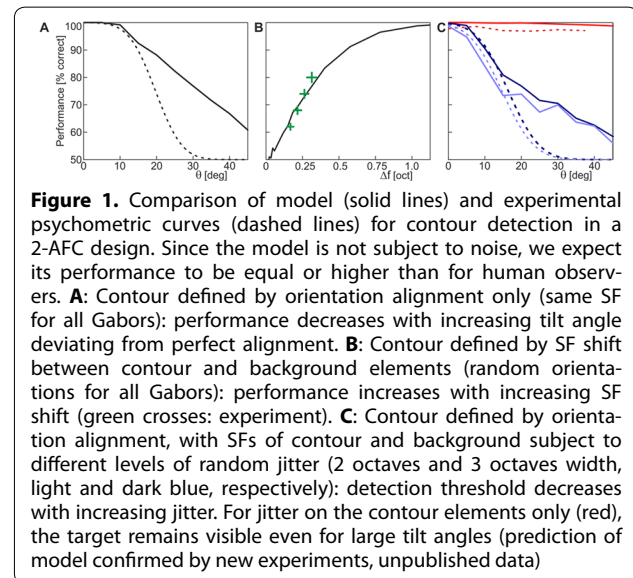 A
B
C
Performance [% correct]
100
90
80
70
60
50
0 10 20 30 40
θ [deg]
0 0.25 0.5 0.75 1.0
Δf [oct]
0 10 20 30 40
θ [deg]
Figure 1. Comparison of model (solid lines) and experimental
psychometric curves (dashed lines) for contour detection in a
2-AFC design. Since the model is not subject to noise, we expect
its performance to be equal or higher than for human observ-
ers. A: Contour defined by orientation alignment only (same SF
for all Gabors): performance decreases with increasing tilt angle
deviating from perfect alignment. B: Contour defined by SF shift
between contour and background elements (random orienta-
tions for all Gabors): performance increases with increasing SF
shift (green crosses: experiment). C: Contour defined by orienta-
tion alignment, with SFs of contour and background subject to
different levels of random jitter (2 octaves and 3 octaves width,
light and dark blue, respectively): detection threshold decreases
with increasing jitter. For jitter on the contour elements only (red),
the target remains visible even for large tilt angles (prediction of
model confirmed by new experiments, unpublished data)